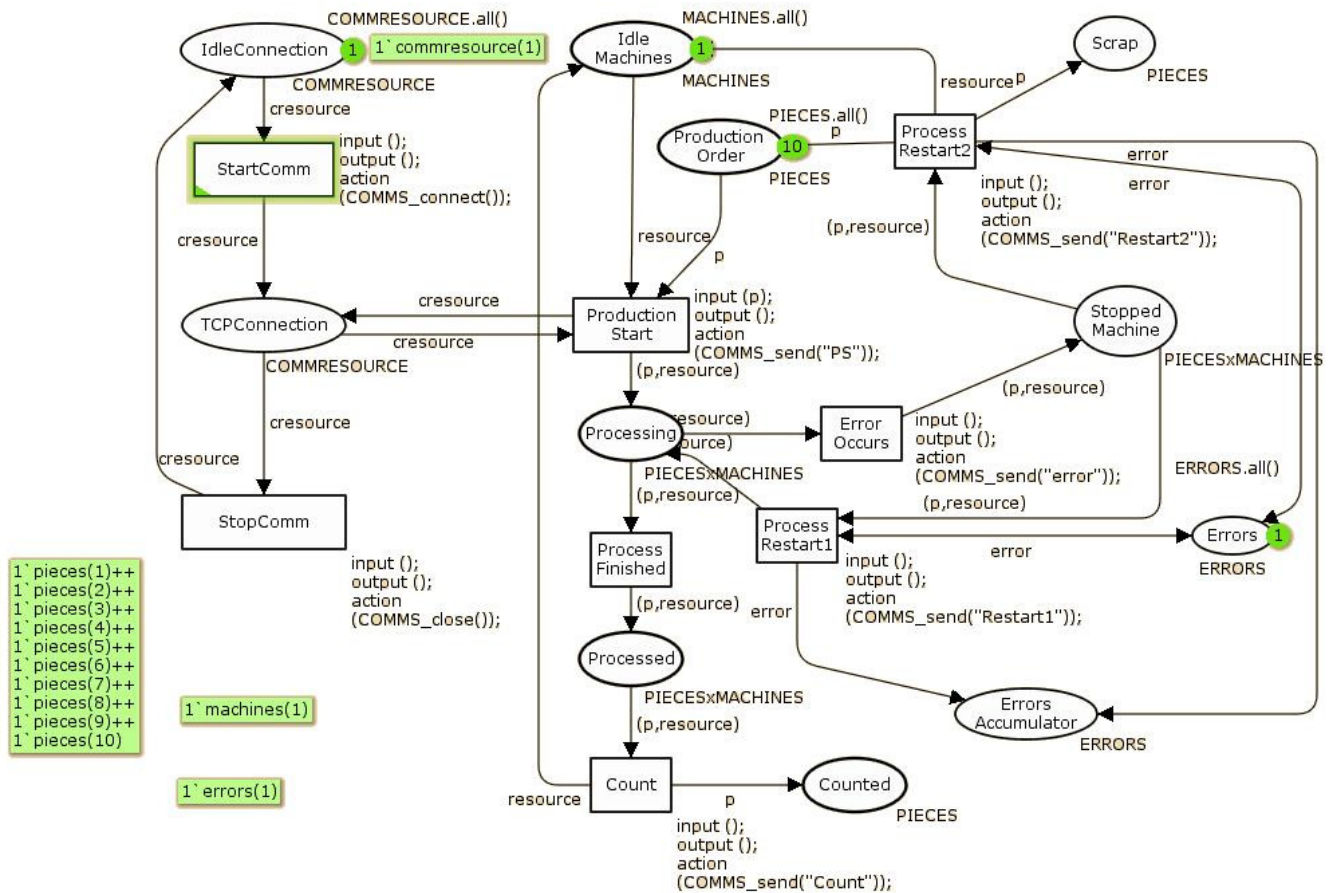 COMMRESOURCE.all()
IdleConnection
1
1`commresource(1)
COMMRESOURCE
cresource
StartComm
input ();
output ();
action
(COMMS_connect());
cresource
TCPConnection
COMMRESOURCE
cresource
cresource
cresource
cresource
StopComm
input ();
output ();
action
(COMMS_close());
MACHINES.all()
Idle
Machines
1
MACHINES
resource
p
Scrap
PIECES
PIECES.all()
p
Production
Order
10
PIECES
Process
Restart2
error
error
input ();
output ();
action
(COMMS_send("Restart2"));
(p,resource)
resource
p
Production
Start
input (p);
output ();
action
(COMMS_send("PS"));
(p,resource)
Stopped
Machine
PIECESxMACHINES
(p,resource)
Processing
esource)
ource)
PIECESxMACHINES
Error
Occurs
input ();
output ();
action
(COMMS_send("error"));
ERRORS.all()
(p,resource)
(p,resource)
Process
Finished
Process
Restart1
error
Errors
1
ERRORS
input ();
output ();
action
(COMMS_send("Restart1"));
(p,resource)
error
Processed
PIECESxMACHINES
(p,resource)
Errors
Accumulator
ERRORS
resource
Count
p
Counted
PIECES
input ();
output ();
action
(COMMS_send("Count"));
1`pieces(1)++
1`pieces(2)++
1`pieces(3)++
1`pieces(4)++
1`pieces(5)++
1`pieces(6)++
1`pieces(7)++
1`pieces(8)++
1`pieces(9)++
1`pieces(10)
1`machines(1)
1`errors(1)